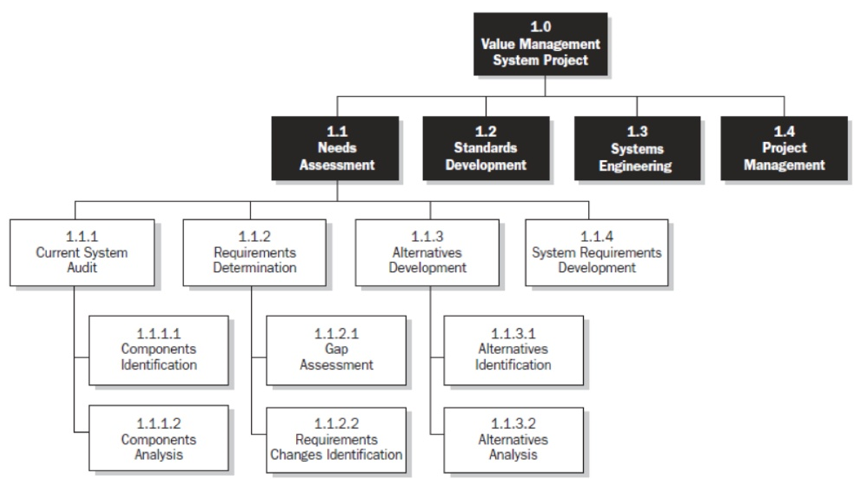 1.0
Value Management
System Project
1.1
Needs
Assessment
1.2
Standards
Development
1.3
Systems
Engineering
1.4
Project
Management
1.1.1
Current System
Audit
1.1.2
Requirements
Determination
1.1.3
Alternatives
Development
1.1.4
System Requirements
Development
1.1.1.1
Components
Identification
1.1.2.1
Gap
Assessment
1.1.3.1
Alternatives
Identification
1.1.1.2
Components
Analysis
1.1.2.2
Requirements
Changes Identification
1.1.3.2
Alternatives
Analysis